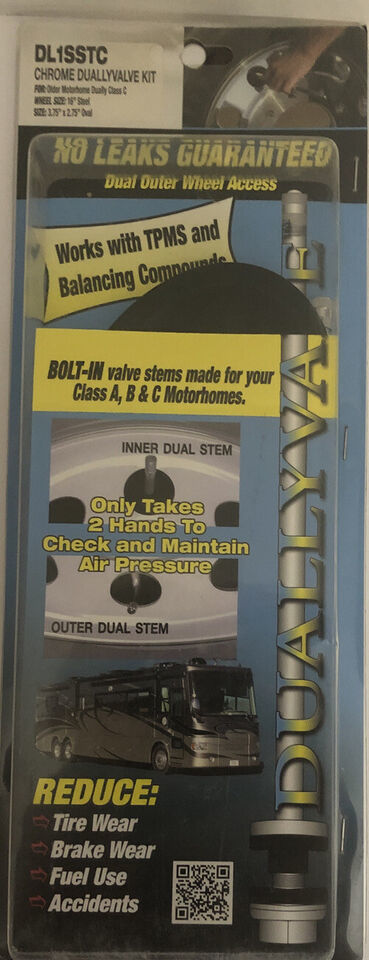 DL1SSTC
CHROME DUALLYVALVE KIT
FOR: Older Motorhome Dually Class C
WHEEL SIZE: 16" Steel
SIZE: 3.75" x 2.75" Oval
NO LEAKS GUARANTEED
Dual Outer Wheel Access
Works with TPMS and
Balancing Compounds
BOLT-IN valve stems made for your
Class A, B & C Motorhomes.
INNER DUAL STEM
Only Takes
2 Hands To
Check and Maintain
Air Pressure
OUTER DUAL STEM
DUALLYVA E
REDUCE:
Tire Wear
Brake Wear
Fuel Use
Accidents